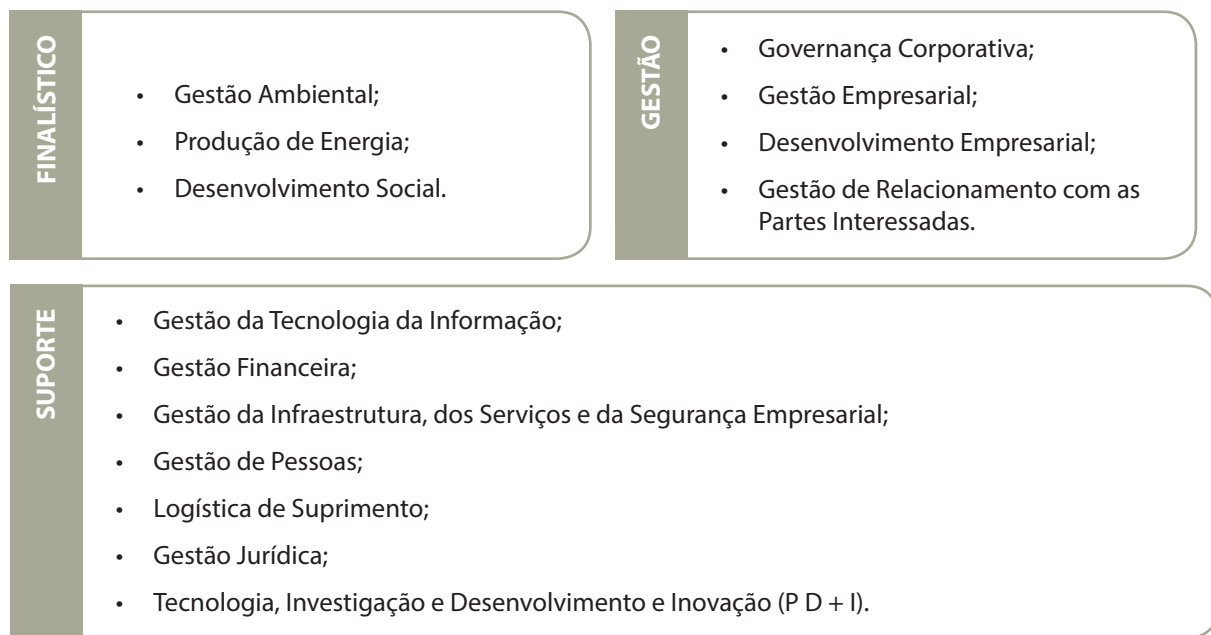 FINALÍSTICO
• Gestão Ambiental;
• Produção de Energia;
• Desenvolvimento Social.
GESTÃO
• Governança Corporativa;
• Gestão Empresarial;
• Desenvolvimento Empresarial;
• Gestão de Relacionamento com as
Partes Interessadas.
SUPORTE
• Gestão da Tecnologia da Informação;
• Gestão Financeira;
• Gestão da Infraestrutura, dos Serviços e da Segurança Empresarial;
• Gestão de Pessoas;
• Logística de Suprimento;
• Gestão Jurídica;
• Tecnologia, Investigação e Desenvolvimento e Inovação (P D + I).